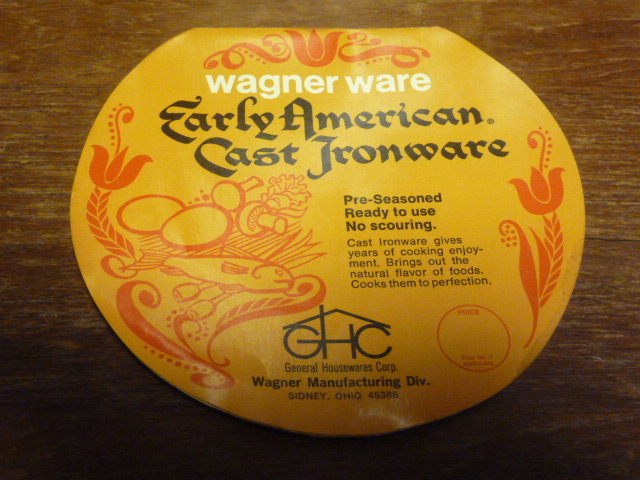 wagner ware
Early American®
Cast Ironware
Pre-Seasoned
Ready to use
No scouring.
Cast Ironware gives
years of cooking enjoy-
ment. Brings out the
natural flavor of foods.
Cooks them to perfection.
PRICE
GHC
General Housewares Corp.
Wagner Manufacturing Div.
SIDNEY, OHIO 45365